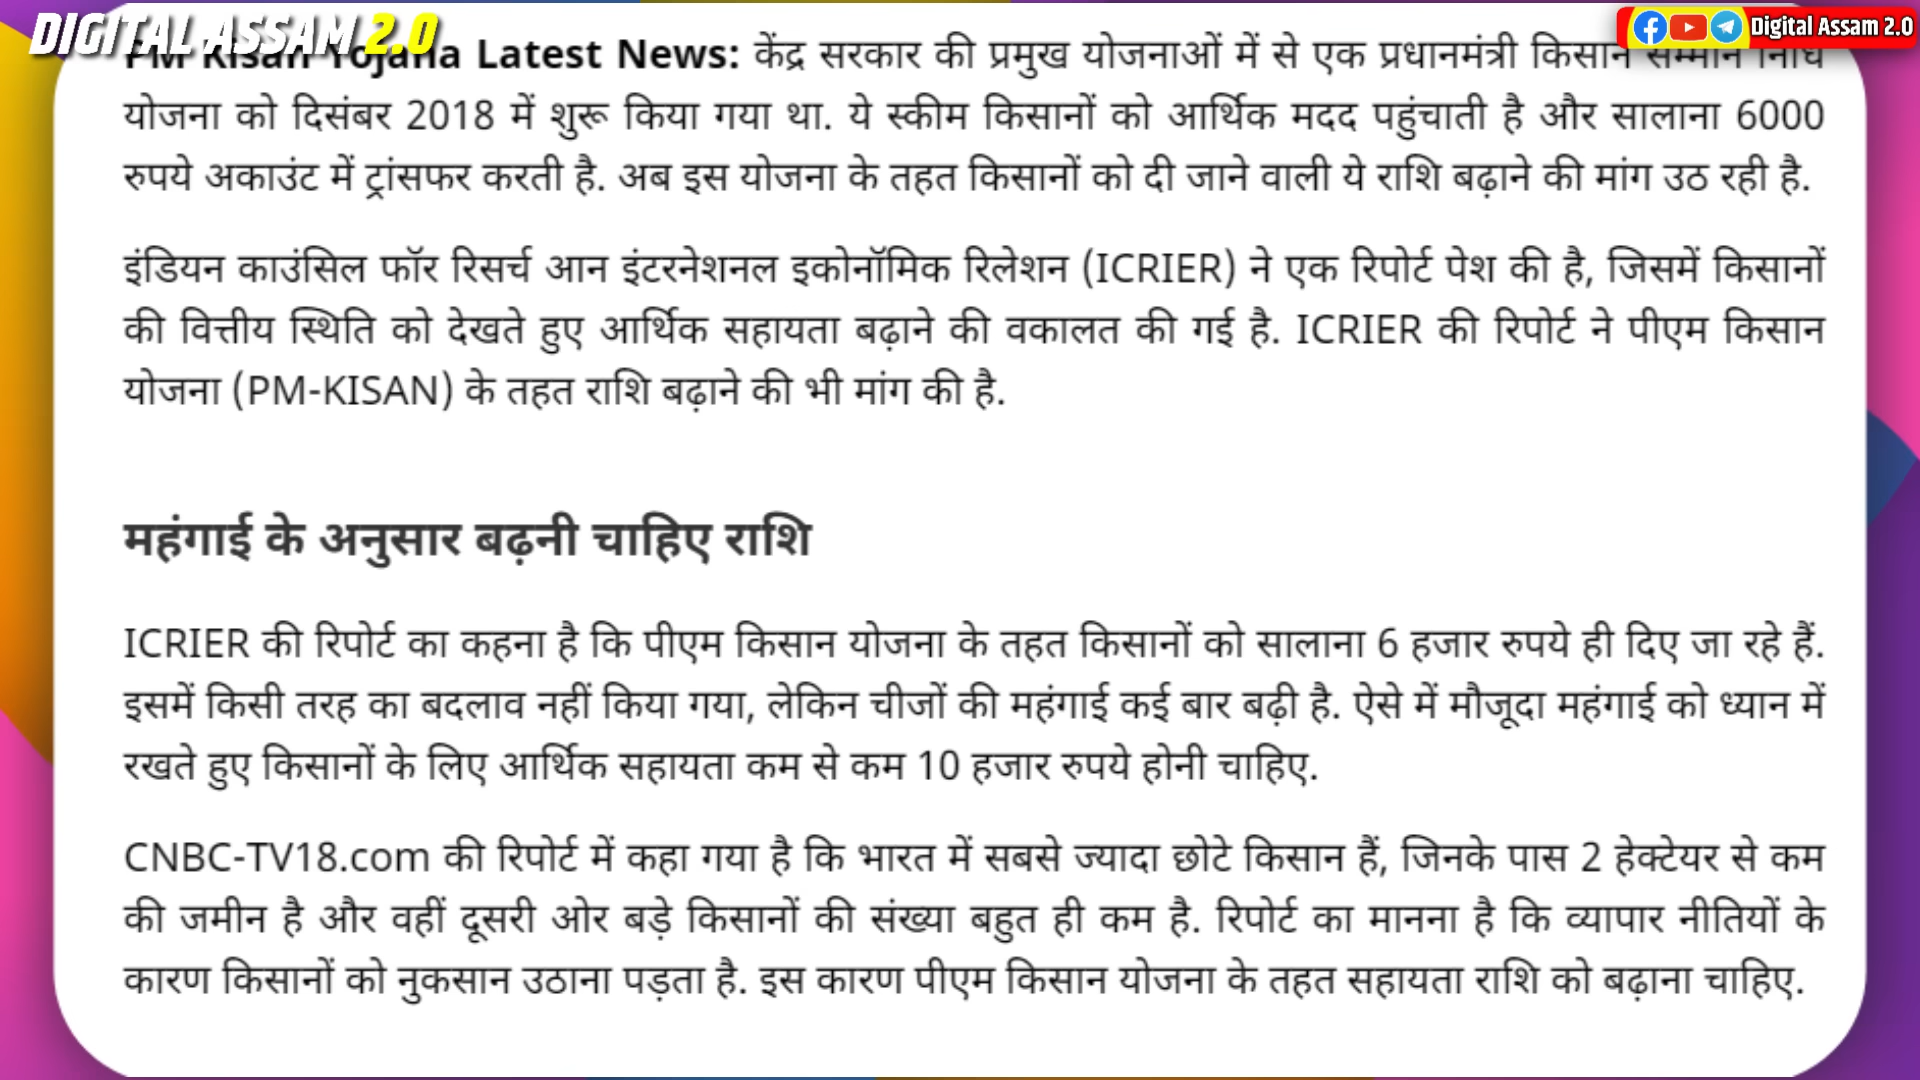 DIGITAL ASSAM 2.0
Digital Assam 2.0
PM Kisan Yojana Latest News: केंद्र सरकार की प्रमुख योजनाओं में से एक प्रधानमंत्री किसान सम्मान निधि
योजना को दिसंबर 2018 में शुरू किया गया था. ये स्कीम किसानों को आर्थिक मदद पहुंचाती है और सालाना 6000
रुपये अकाउंट में ट्रांसफर करती है. अब इस योजना के तहत किसानों को दी जाने वाली ये राशि बढ़ाने की मांग उठ रही है.
इंडियन काउंसिल फॉर रिसर्च आन इंटरनेशनल इकोनॉमिक रिलेशन (ICRIER) ने एक रिपोर्ट पेश की है, जिसमें किसानों
की वित्तीय स्थिति को देखते हुए आर्थिक सहायता बढ़ाने की वकालत की गई है. ICRIER की रिपोर्ट ने पीएम किसान
योजना (PM-KISAN) के तहत राशि बढ़ाने की भी मांग की है.
महंगाई के अनुसार बढ़नी चाहिए राशि
ICRIER की रिपोर्ट का कहना है कि पीएम किसान योजना के तहत किसानों को सालाना 6 हजार रुपये ही दिए जा रहे हैं.
इसमें किसी तरह का बदलाव नहीं किया गया, लेकिन चीजों की महंगाई कई बार बढ़ी है. ऐसे में मौजूदा महंगाई को ध्यान में
रखते हुए किसानों के लिए आर्थिक सहायता कम से कम 10 हजार रुपये होनी चाहिए.
CNBC-TV18.com की रिपोर्ट में कहा गया है कि भारत में सबसे ज्यादा छोटे किसान हैं, जिनके पास 2 हेक्टेयर से कम
की जमीन है और वहीं दूसरी ओर बड़े किसानों की संख्या बहुत ही कम है. रिपोर्ट का मानना है कि व्यापार नीतियों के
कारण किसानों को नुकसान उठाना पड़ता है. इस कारण पीएम किसान योजना के तहत सहायता राशि को बढ़ाना चाहिए.